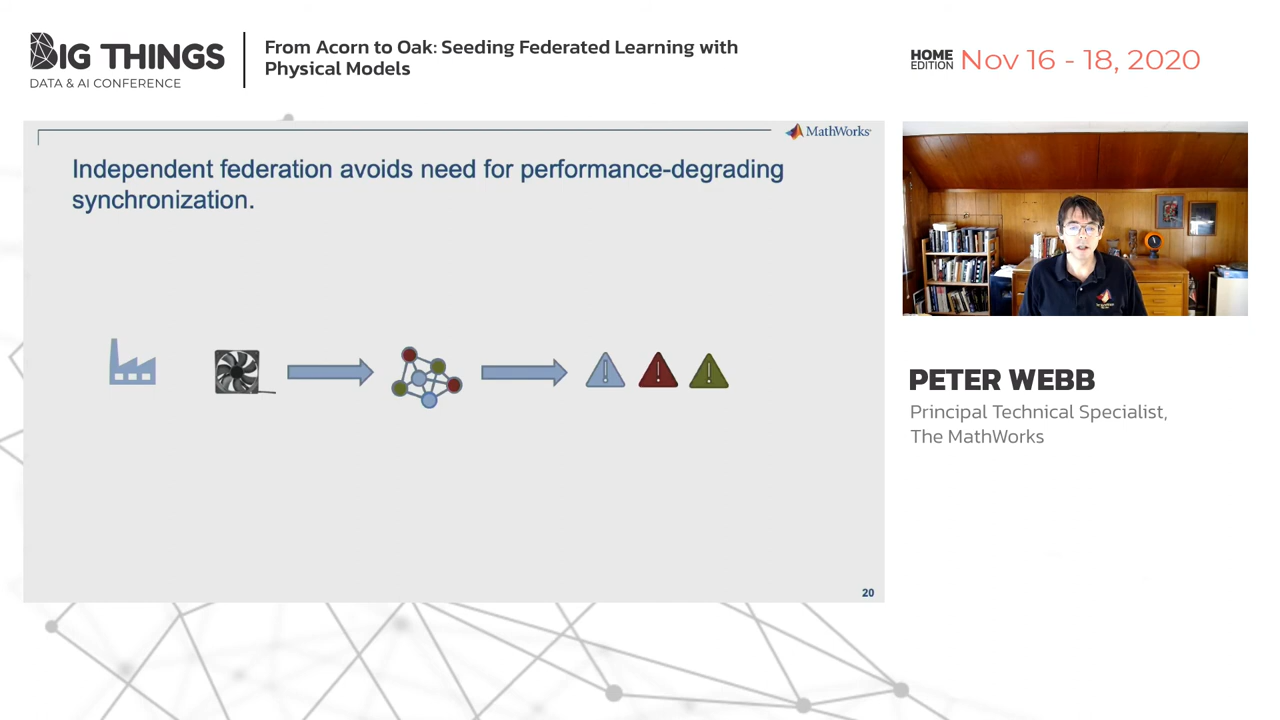 BIG THINGS
DATA & AI CONFERENCE
From Acorn to Oak: Seeding Federated Learning with
Physical Models
HOME
EDITION
Nov 16 - 18, 2020
MathWorks
Independent federation avoids need for performance-degrading
synchronization.
20
PETER WEBB
Principal Technical Specialist,
The MathWorks